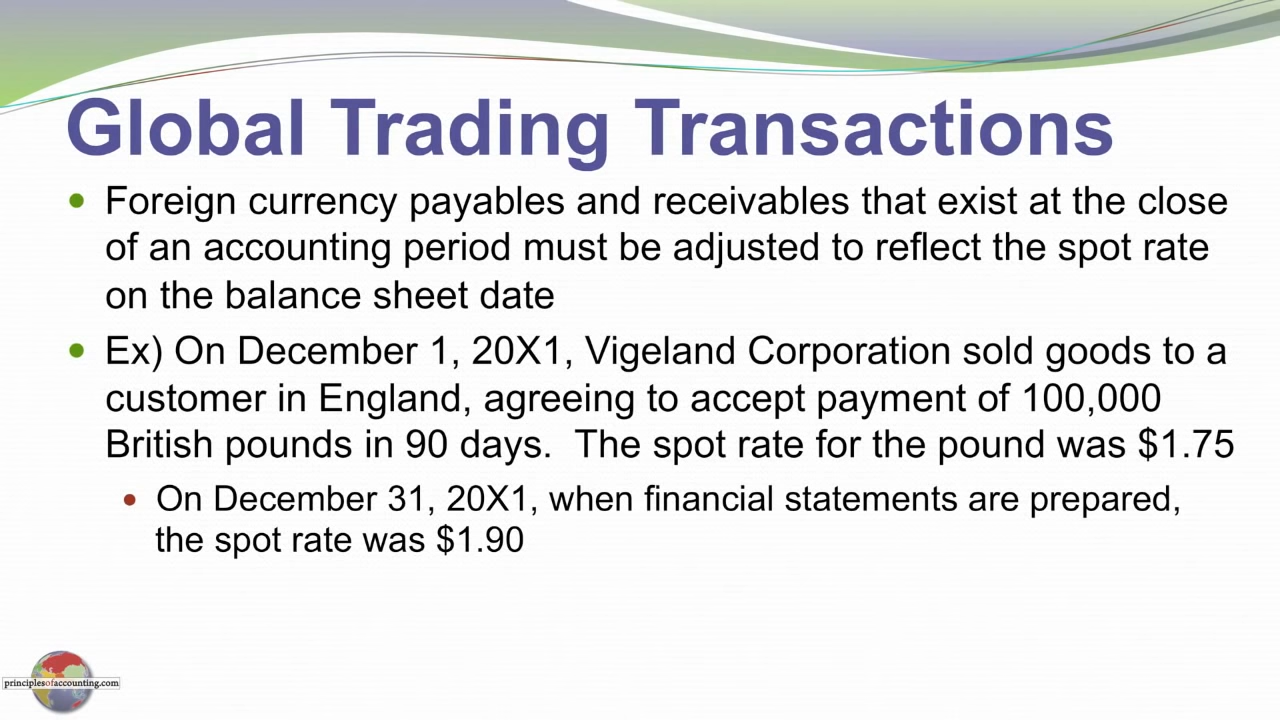 Global Trading Transactions
• Foreign currency payables and receivables that exist at the close
of an accounting period must be adjusted to reflect the spot rate
on the balance sheet date
• Ex) On December 1, 20X1, Vigeland Corporation sold goods to a
customer in England, agreeing to accept payment of 100,000
British pounds in 90 days.  The spot rate for the pound was $1.75
• On December 31, 20X1, when financial statements are prepared,
the spot rate was $1.90
principlesofaccounting.com